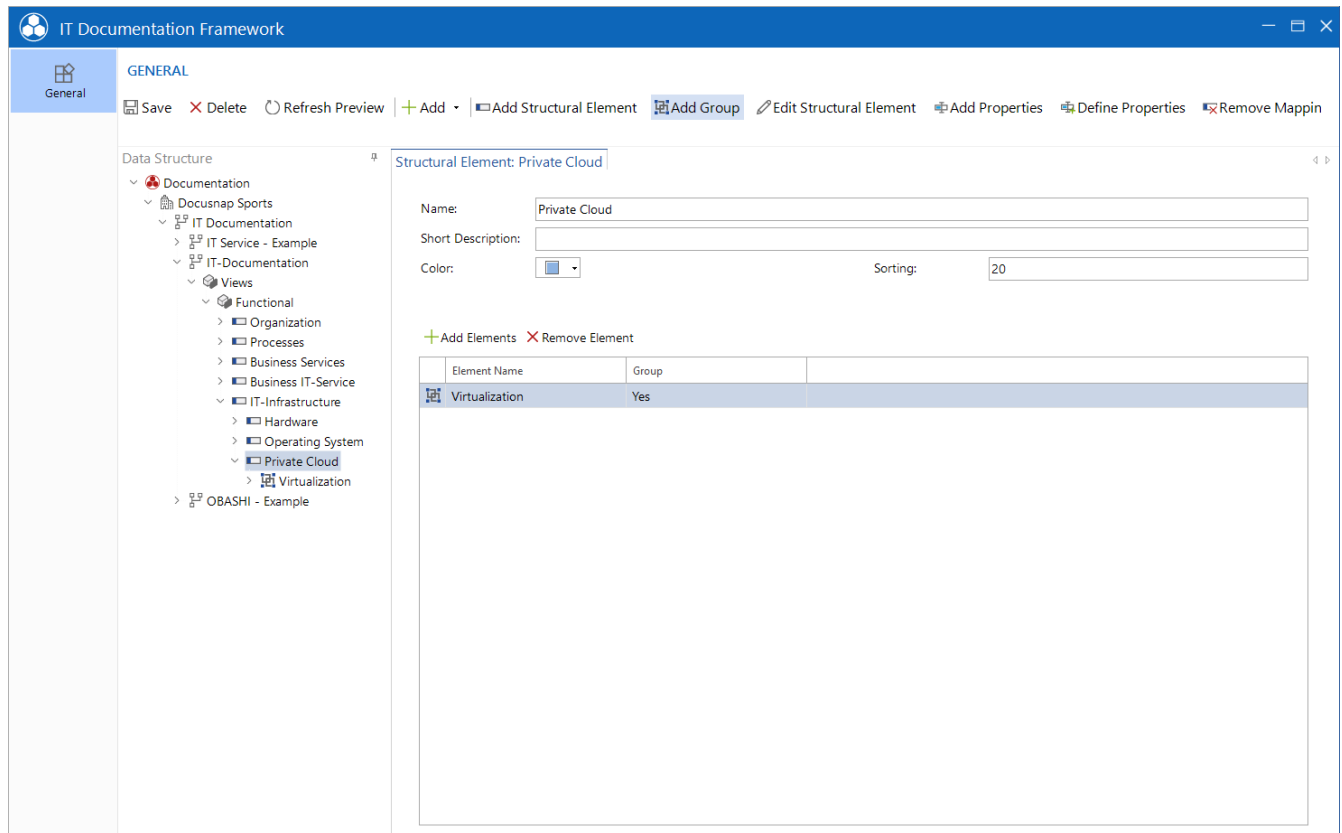 IT Documentation Framework
General
GENERAL
Save Delete Refresh Preview Add Add Structural Element Add Group Edit Structural Element Add Properties Define Properties Remove Mappin
Data Structure
Documentation
Docusnap Sports
IT Documentation
IT Service - Example
IT-Documentation
Views
Functional
Organization
Processes
Business Services
Business IT-Service
IT-Infrastructure
Hardware
Operating System
Private Cloud
Virtualization
OBASHI - Example
Structural Element: Private Cloud
Name: Private Cloud
Short Description:
Color: Sorting: 20
Add Elements Remove Element
Element Name Group
Virtualization Yes